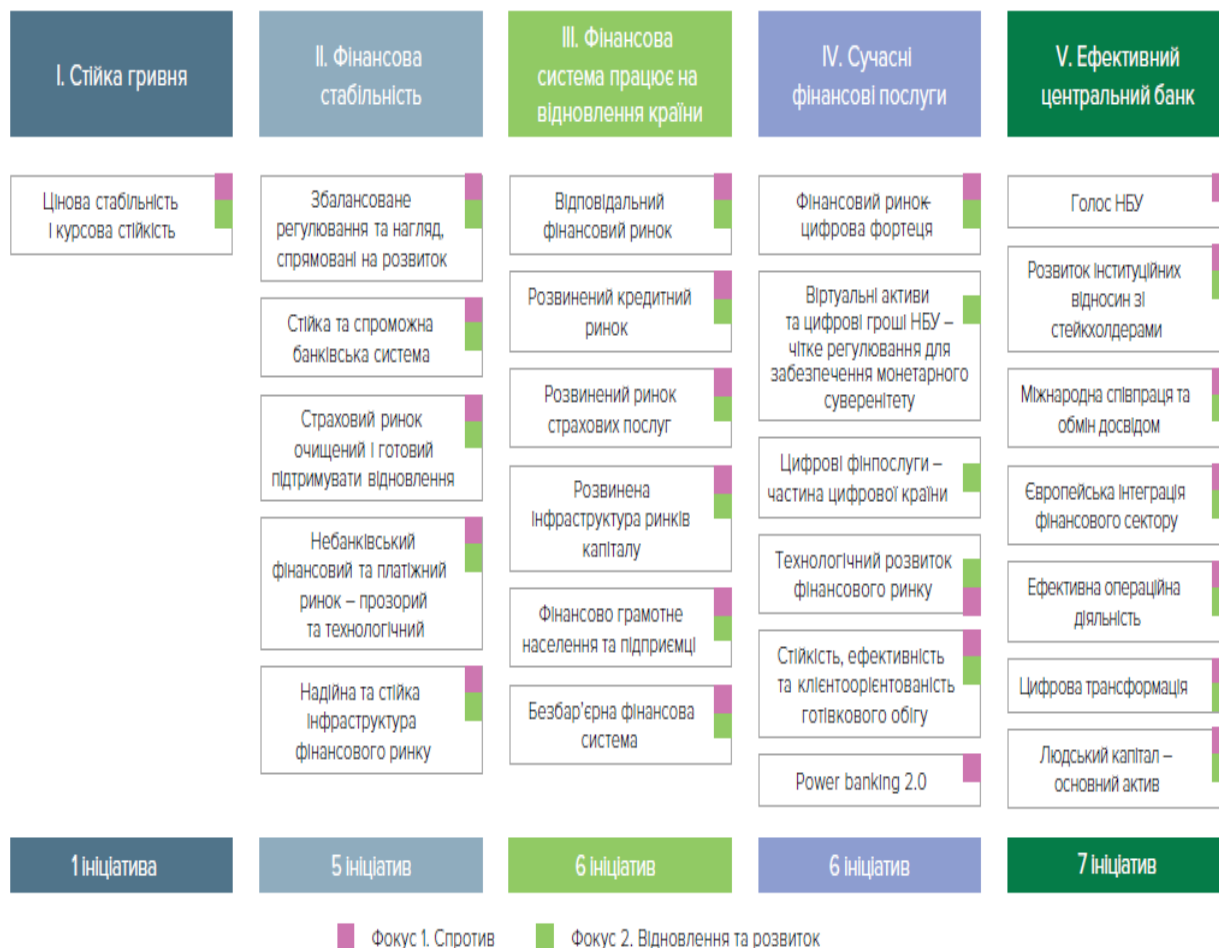 I. Стійка гривня
II. Фінансова
стабільність
III. Фінансова
система працює на
відновлення країни
IV. Сучасні
фінансові послуги
V. Ефективний
центральний банк
Цінова стабільність
і курсова стійкість
Збалансоване
регулювання та нагляд,
спрямовані на розвиток
Стійка та спроможна
банківська система
Страховий ринок
очищений і готовий
підтримувати відновлення
Небанківський
фінансовий та платіжний
ринок – прозорий
та технологічний
Надійна та стійка
інфраструктура
фінансового ринку
Відповідальний
фінансовий ринок
Розвинений кредитний
ринок
Розвинений ринок
страхових послуг
Розвинена
інфраструктура ринків
капіталу
Фінансово грамотне
населення та підприємці
Безбар’єрна фінансова
система
Фінансовий ринок-
цифрова фортеця
Віртуальні активи
та цифрові гроші НБУ –
чітке регулювання для
забезпечення монетарного
суверенітету
Цифрові фінпослуги –
частина цифрової країни
Технологічний розвиток
фінансового ринку
Стійкість, ефективність
та клієнтоорієнтованість
готівкового обігу
Power banking 2.0
Голос НБУ
Розвиток інституційних
відносин зі
стейкхолдерами
Міжнародна співпраця та
обмін досвідом
Європейська інтеграція
фінансового сектору
Ефективна операційна
діяльність
Цифрова трансформація
Людський капітал –
основний актив
1 ініціатива
5 ініціатив
6 ініціатив
6 ініціатив
7 ініціатив
Фокус 1. Спротив
Фокус 2. Відновлення та розвиток